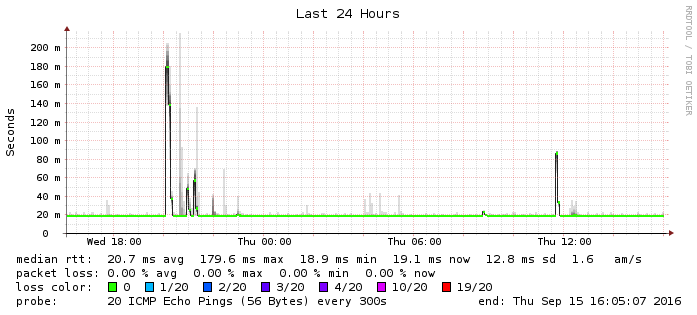 Last 24 Hours
RRDTOOL / TOBI OETIKER
Seconds
200 m
180 m
160 m
140 m
120 m
100 m
80 m
60 m
40 m
20 m
0
Wed 18:00 Thu 00:00 Thu 06:00 Thu 12:00
median rtt: 20.7 ms avg 179.6 ms max 18.9 ms min 19.1 ms now 12.8 ms sd 1.6 am/s
packet loss: 0.00 % avg 0.00 % max 0.00 % min 0.00 % now
loss color: 0 1/20 2/20 3/20 4/20 10/20 19/20
probe: 20 ICMP Echo Pings (56 Bytes) every 300s end: Thu Sep 15 16:05:07 2016